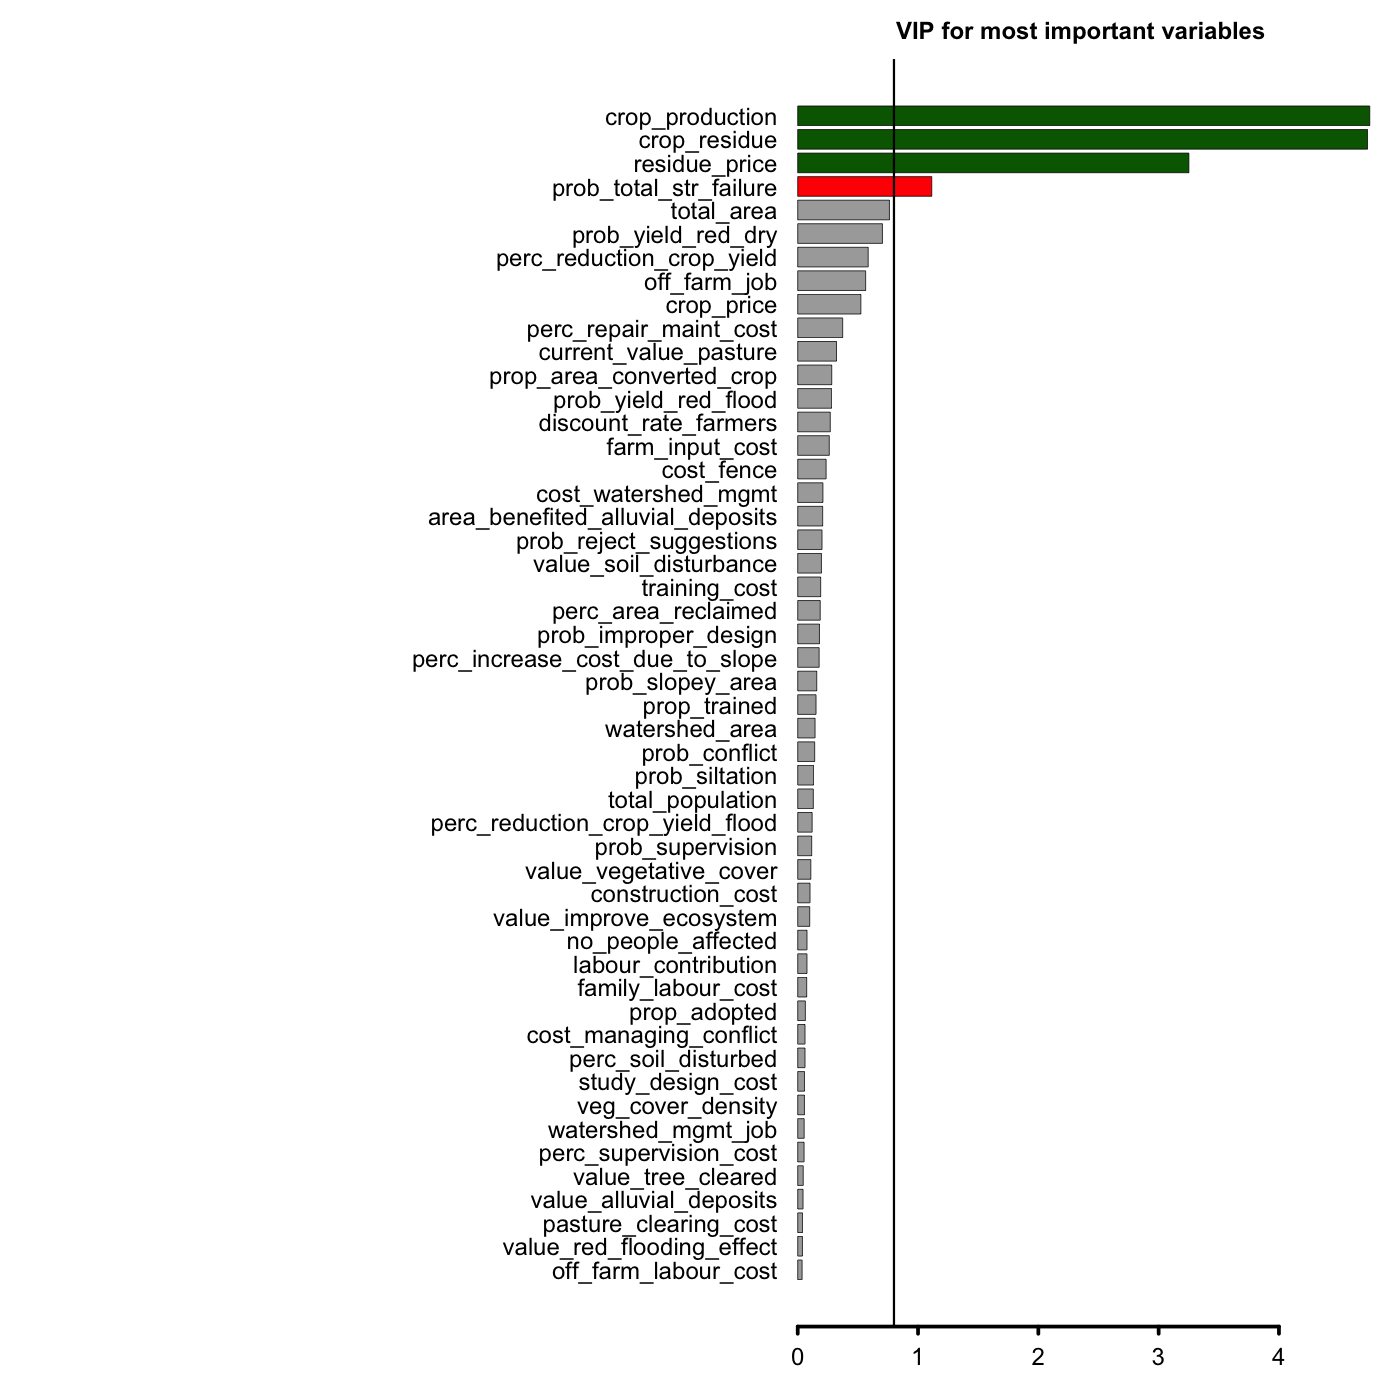 VIP for most important variables
crop_production
crop_residue
residue_price
prob_total_str_failure
total_area
prob_yield_red_dry
perc_reduction_crop_yield
off_farm_job
crop_price
perc_repair_maint_cost
current_value_pasture
prop_area_converted_crop
prob_yield_red_flood
discount_rate_farmers
farm_input_cost
cost_fence
cost_watershed_mgmt
area_benefited_alluvial_deposits
prob_reject_suggestions
value_soil_disturbance
training_cost
perc_area_reclaimed
prob_improper_design
perc_increase_cost_due_to_slope
prob_slopey_area
prop_trained
watershed_area
prob_conflict
prob_siltation
total_population
perc_reduction_crop_yield_flood
prob_supervision
value_vegetative_cover
construction_cost
value_improve_ecosystem
no_people_affected
labour_contribution
family_labour_cost
prop_adopted
cost_managing_conflict
perc_soil_disturbed
study_design_cost
veg_cover_density
watershed_mgmt_job
perc_supervision_cost
value_tree_cleared
value_alluvial_deposits
pasture_clearing_cost
value_red_flooding_effect
off_farm_labour_cost
0 1 2 3 4